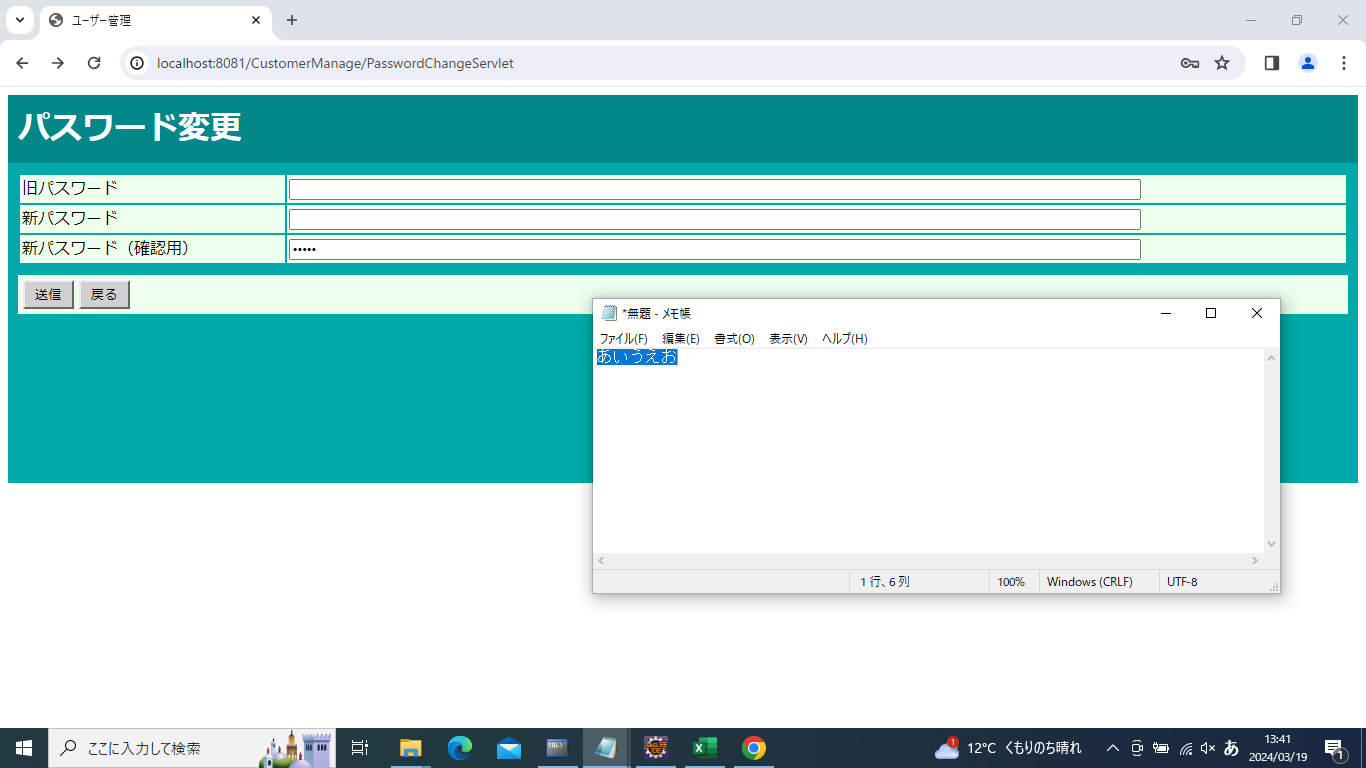 ユーザー管理
localhost:8081/CustomerManage/PasswordChangeServlet
パスワード変更
旧パスワード
新パスワード
新パスワード（確認用） •••••
送信 戻る
*無題 - メモ帳
ファイル(F) 編集(E) 書式(O) 表示(V) ヘルプ(H)
あいうえお
1 行、6 列 100% Windows (CRLF) UTF-8
ここに入力して検索
SQL>
Java EE
IDE
1
12°C くもりのち晴れ
あ
13:41
2024/03/19
1